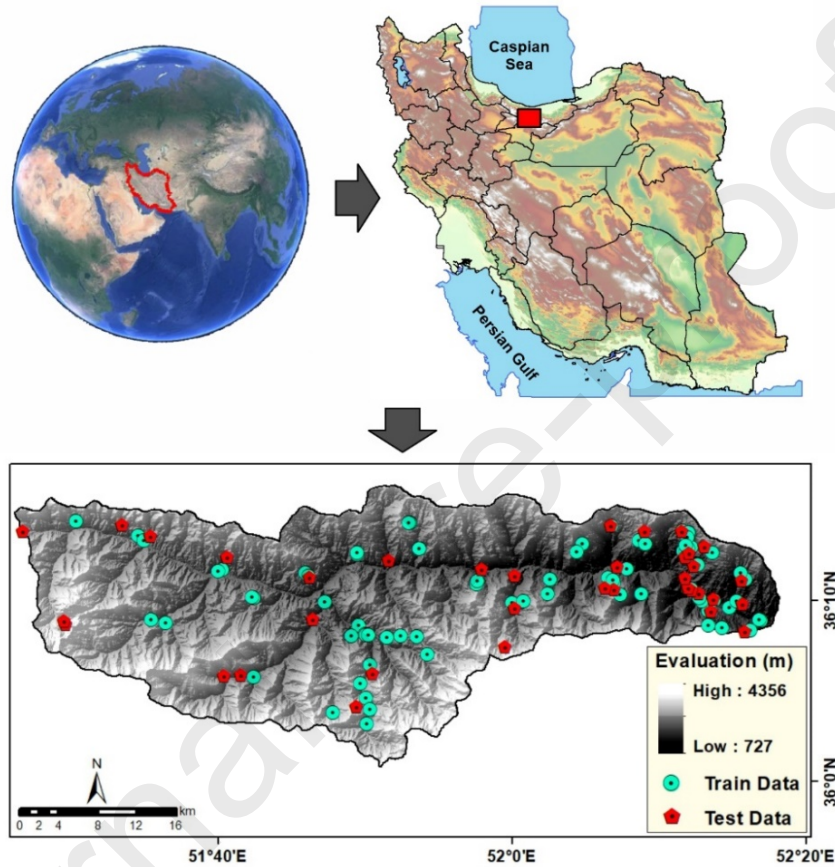 Caspian
Sea
Persian Gulf
36°10'N
36°0'N
Evaluation (m)
High : 4356
Low : 727
Train Data
Test Data
N
km
0 2 4 8 12 16
51°40'E
52°0'E
52°20'E